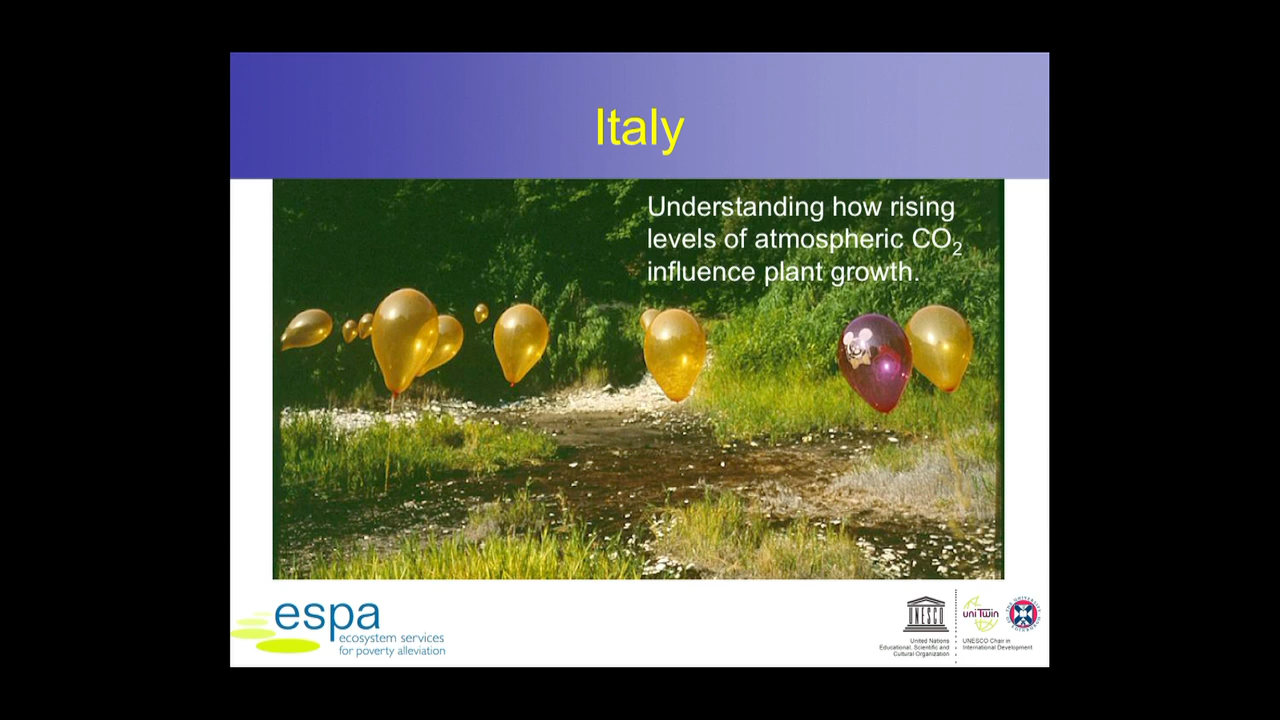 Italy
Understanding how rising
levels of atmospheric CO₂
influence plant growth.
espa
ecosystem services
for poverty alleviation
UNESCO
United Nations
Educational, Scientific and
Cultural Organization
uniTwin
UNESCO Chair in
International Development